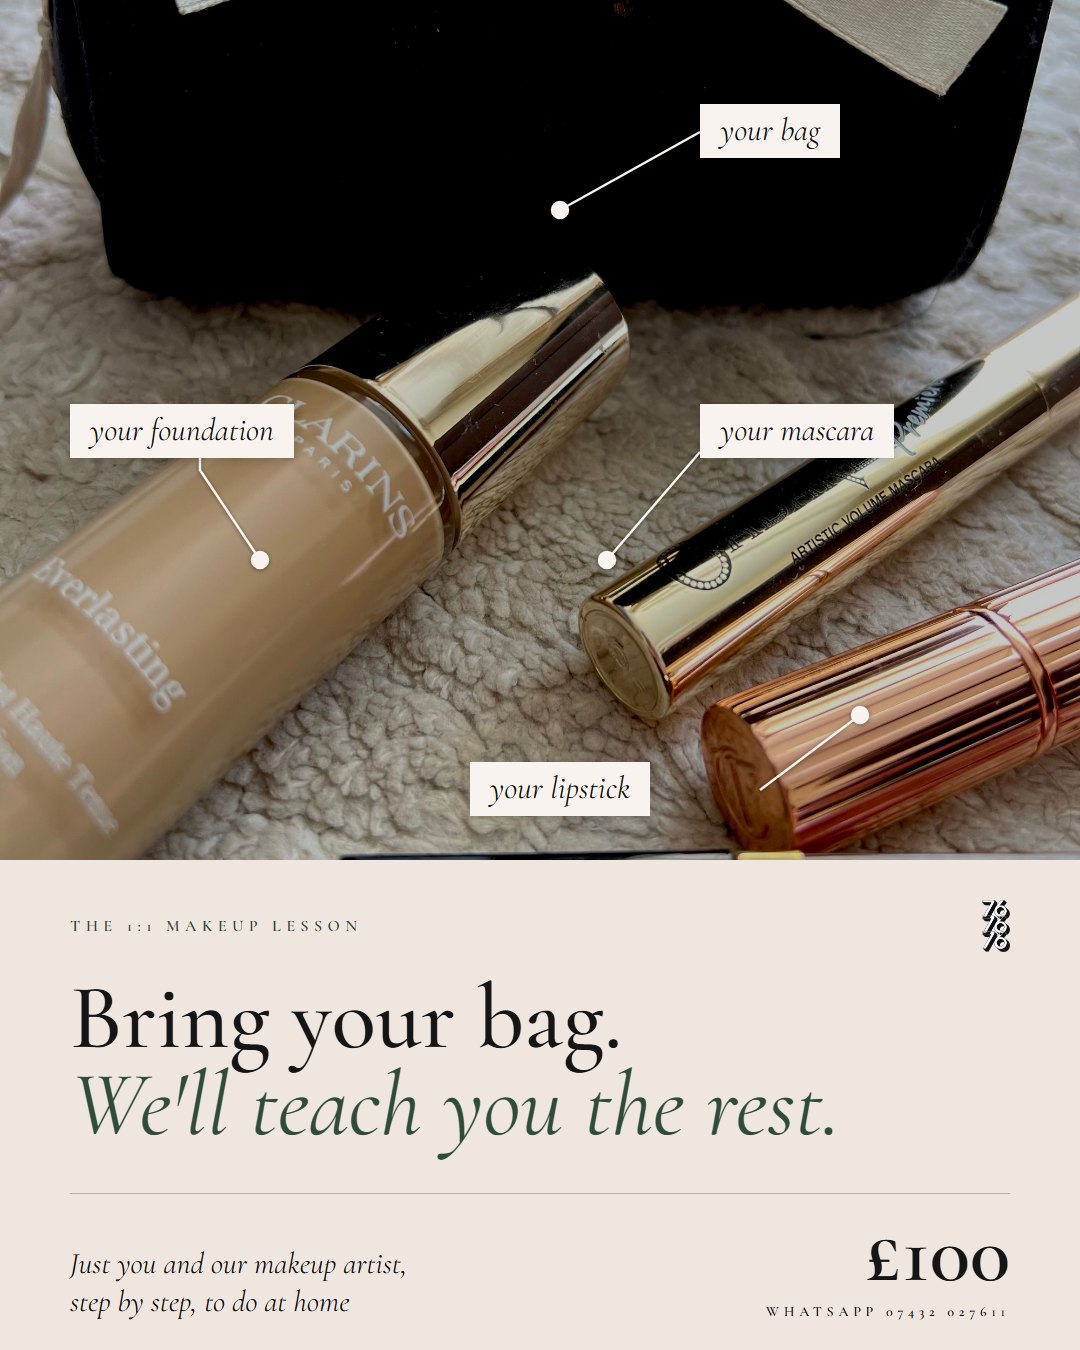 your bag
your foundation
your mascara
CLARINS
PARIS
Premier
ARTISTIC VOLUME MASCARA
Everlasting
your lipstick
THE 1:1 MAKEUP LESSON
Bring your bag.
We'll teach you the rest.
Just you and our makeup artist,
step by step, to do at home
£100
WHATSAPP 07432 027611